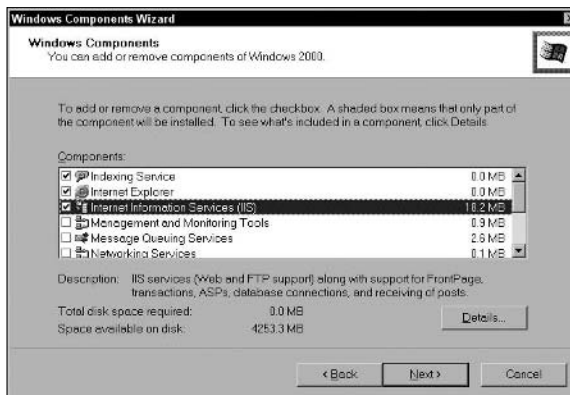 Windows Components Wizard
Windows Components
You can add or remove components of Windows 2000.
To add or remove a component, click the checkbox. A shaded box means that only part of
the component will be installed. To see what's included in a component, click Details.
Components:
Indexing Service 0.0 MB
Internet Explorer 0.0 MB
Internet Information Services (IIS) 18.2 MB
Management and Monitoring Tools 0.9 MB
Message Queuing Services 2.6 MB
Networking Services 0.1 MB
Description: IIS services (Web and FTP support) along with support for FrontPage,
transactions, ASPs, database connections, and receiving of posts.
Total disk space required: 0.0 MB
Space available on disk: 4253.3 MB
Details...
< Back Next > Cancel